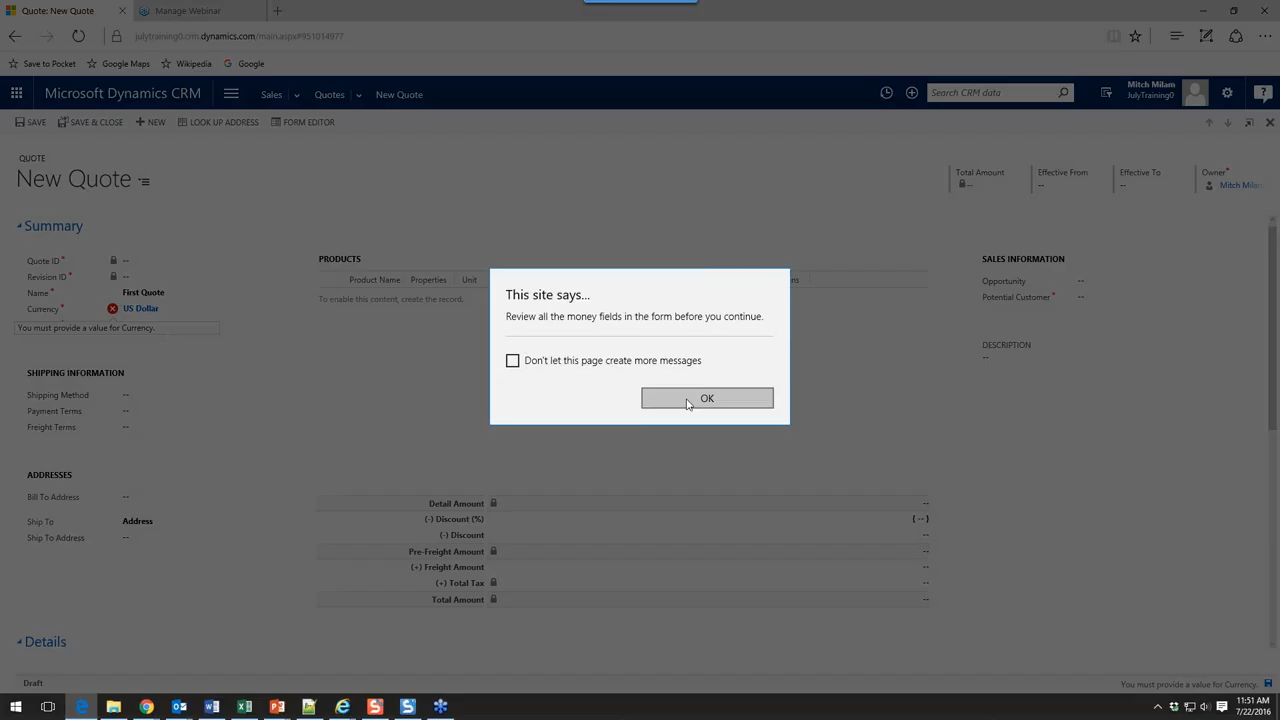 Quote: New Quote
Manage Webinar
julytraining0.crm.dynamics.com/main.aspx#951014977
Save to Pocket
Google Maps
Wikipedia
Google
Microsoft Dynamics CRM
Sales
Quotes
New Quote
Search CRM data
Mitch Milam
JulyTraining0
SAVE
SAVE & CLOSE
NEW
LOOK UP ADDRESS
FORM EDITOR
QUOTE
New Quote
Total Amount
--
Effective From
--
Effective To
--
Owner*
Mitch Milam
Summary
Quote ID *
--
Revision ID *
--
Name *
First Quote
Currency *
US Dollar
You must provide a value for Currency.
PRODUCTS
Product Name
Properties
Unit
To enable this content, create the record.
SALES INFORMATION
Opportunity
--
Potential Customer *
--
DESCRIPTION
--
This site says...
Review all the money fields in the form before you continue.
Don't let this page create more messages
OK
SHIPPING INFORMATION
Shipping Method
--
Payment Terms
--
Freight Terms
--
ADDRESSES
Bill To Address
--
Ship To
Address
Ship To Address
--
Detail Amount
--
(-) Discount (%)
( -- )
(-) Discount
--
Pre-Freight Amount
--
(+) Freight Amount
--
(+) Total Tax
--
Total Amount
--
Details
Draft
You must provide a value for Currency.
11:51 AM
7/22/2016